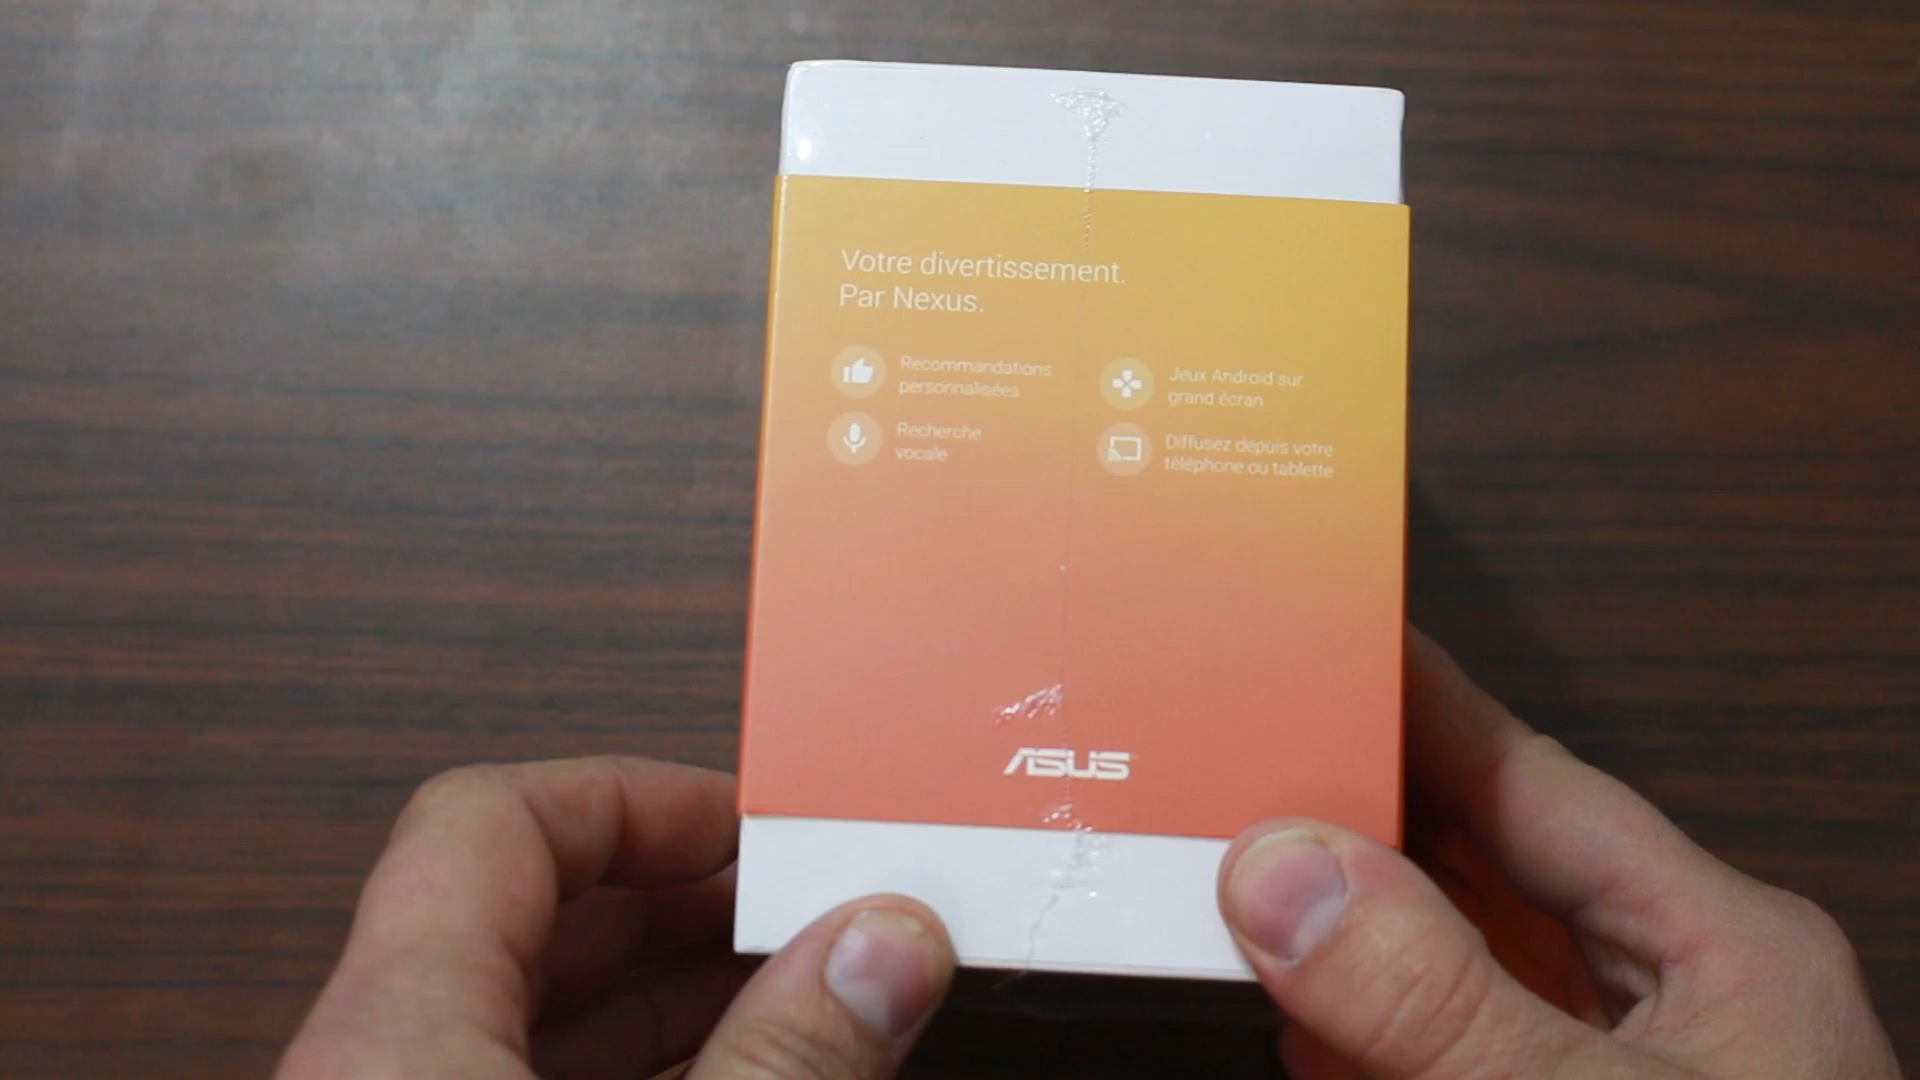 Votre divertissement.
Par Nexus.
Recommandations
personnalisées
Jeux Android sur
grand écran
Recherche
vocale
Diffusez depuis votre
téléphone ou tablette
ASUS